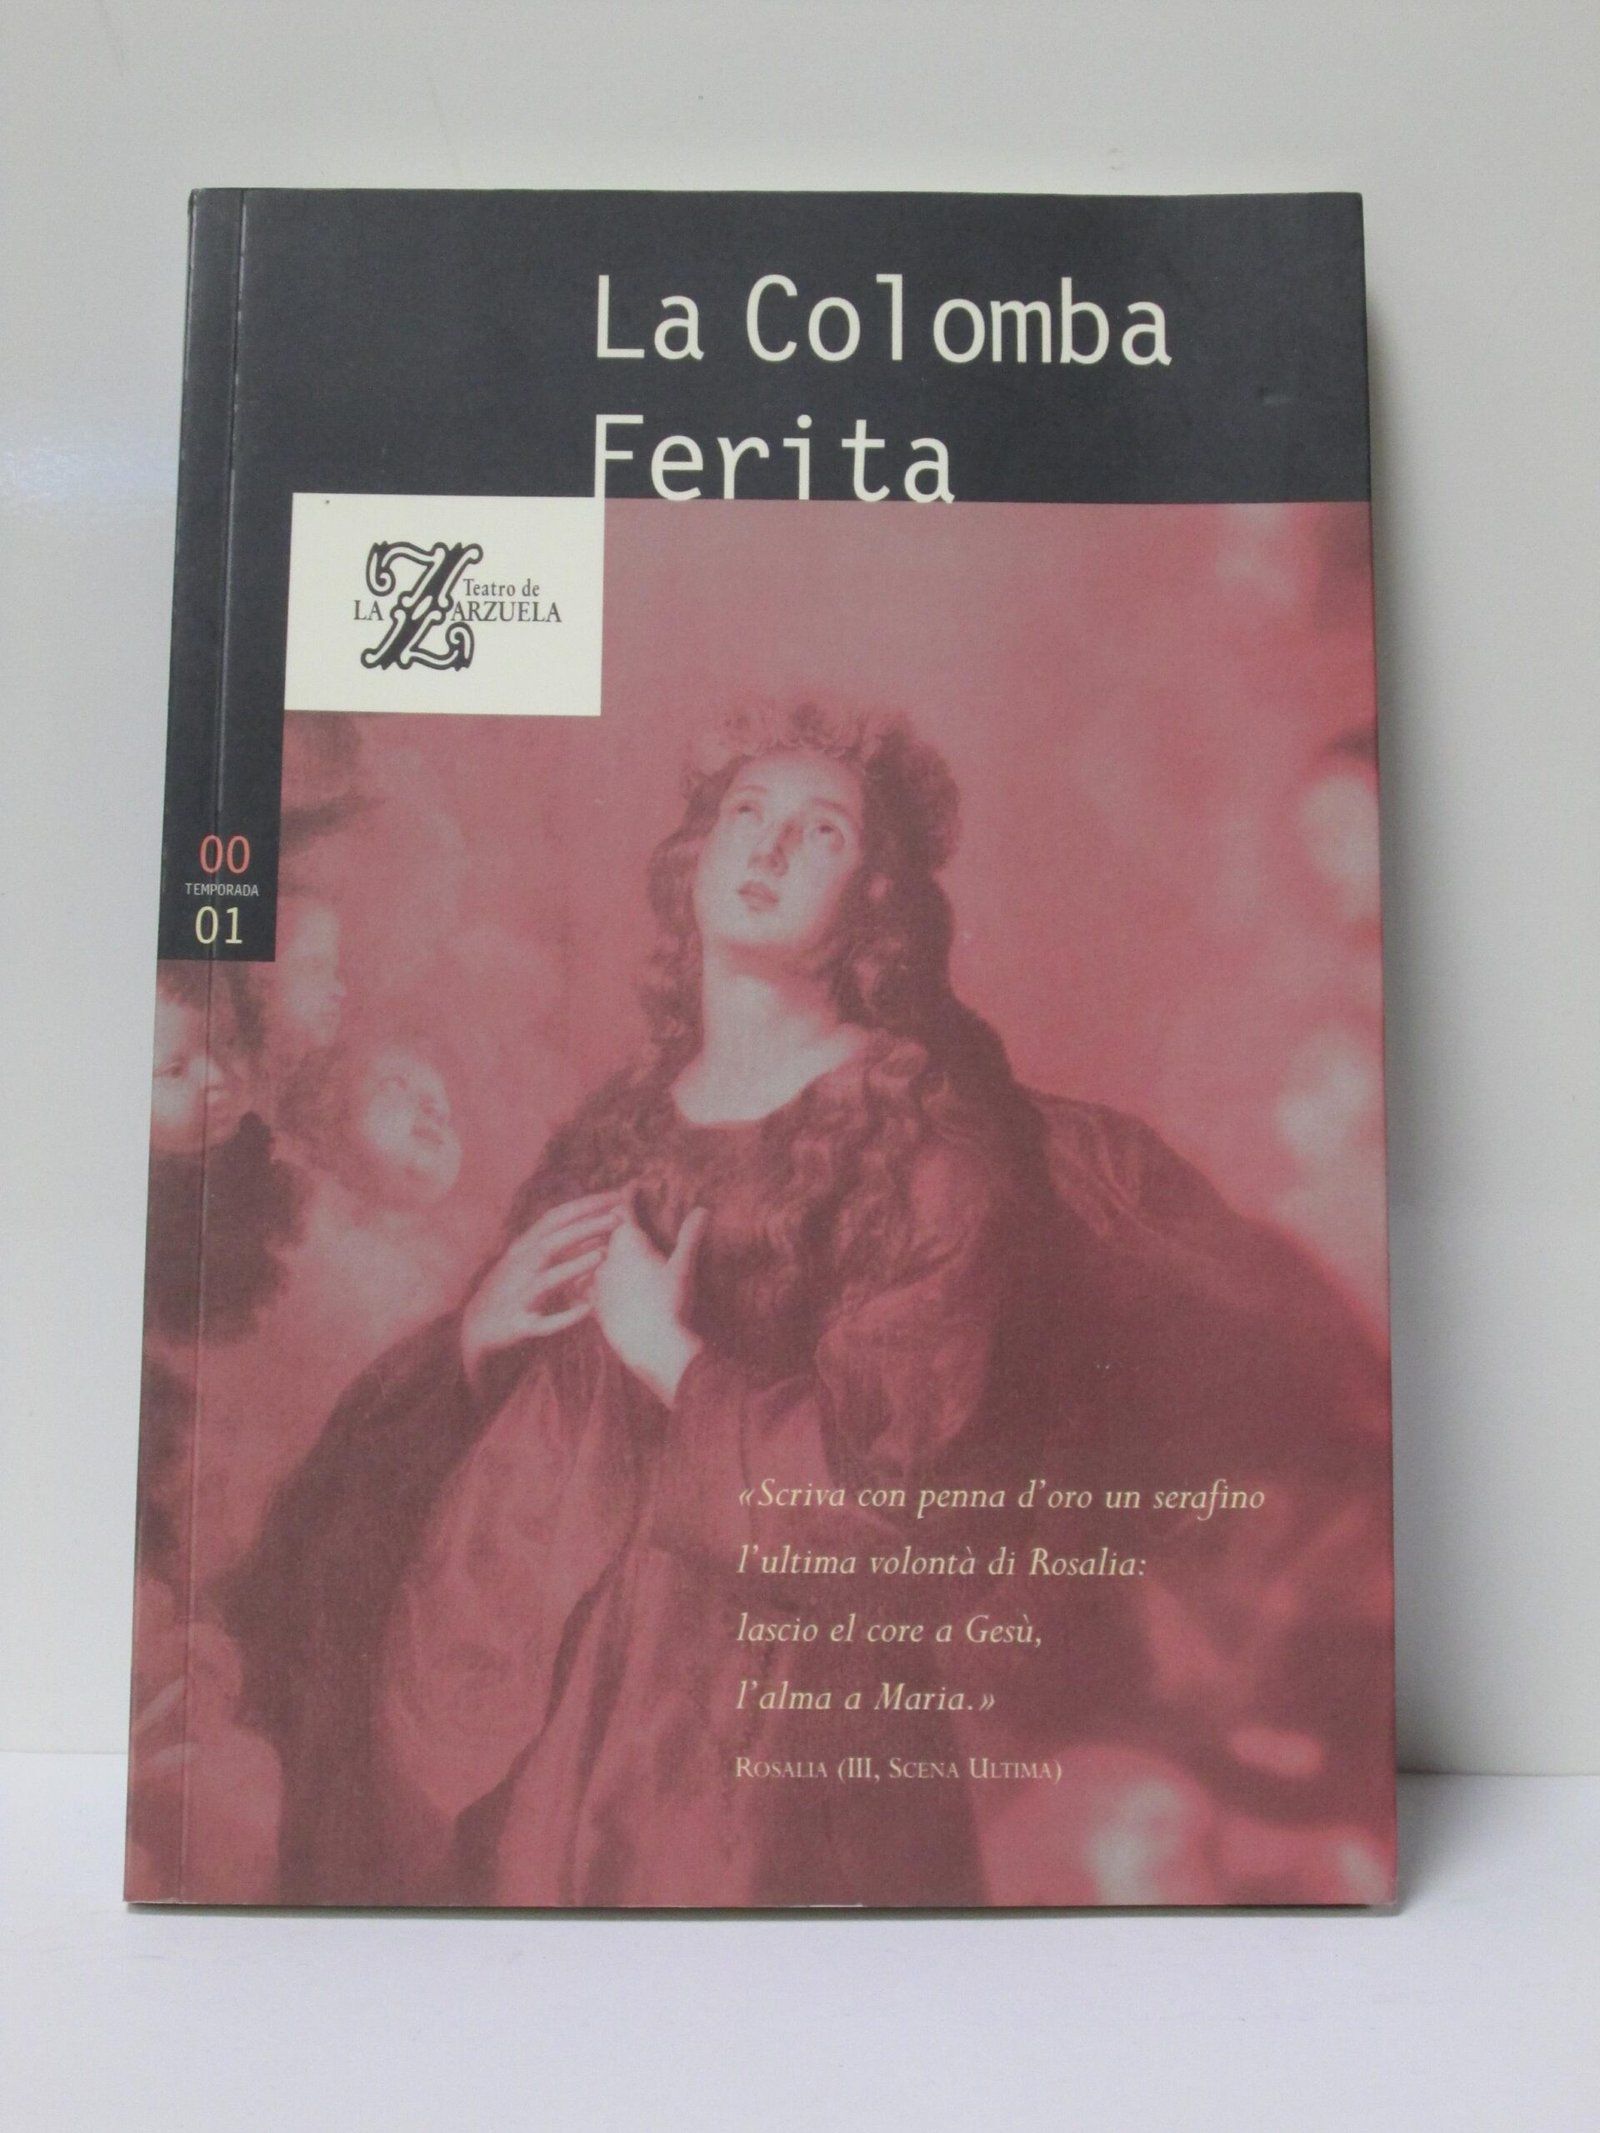 La Colomba
Ferita
Teatro de
LA ZARZUELA
00
TEMPORADA
01
«Scriva con penna d'oro un serafino
l'ultima volontà di Rosalia:
lascio el core a Gesù,
l'alma a Maria.»
ROSALIA (III, SCENA ULTIMA)